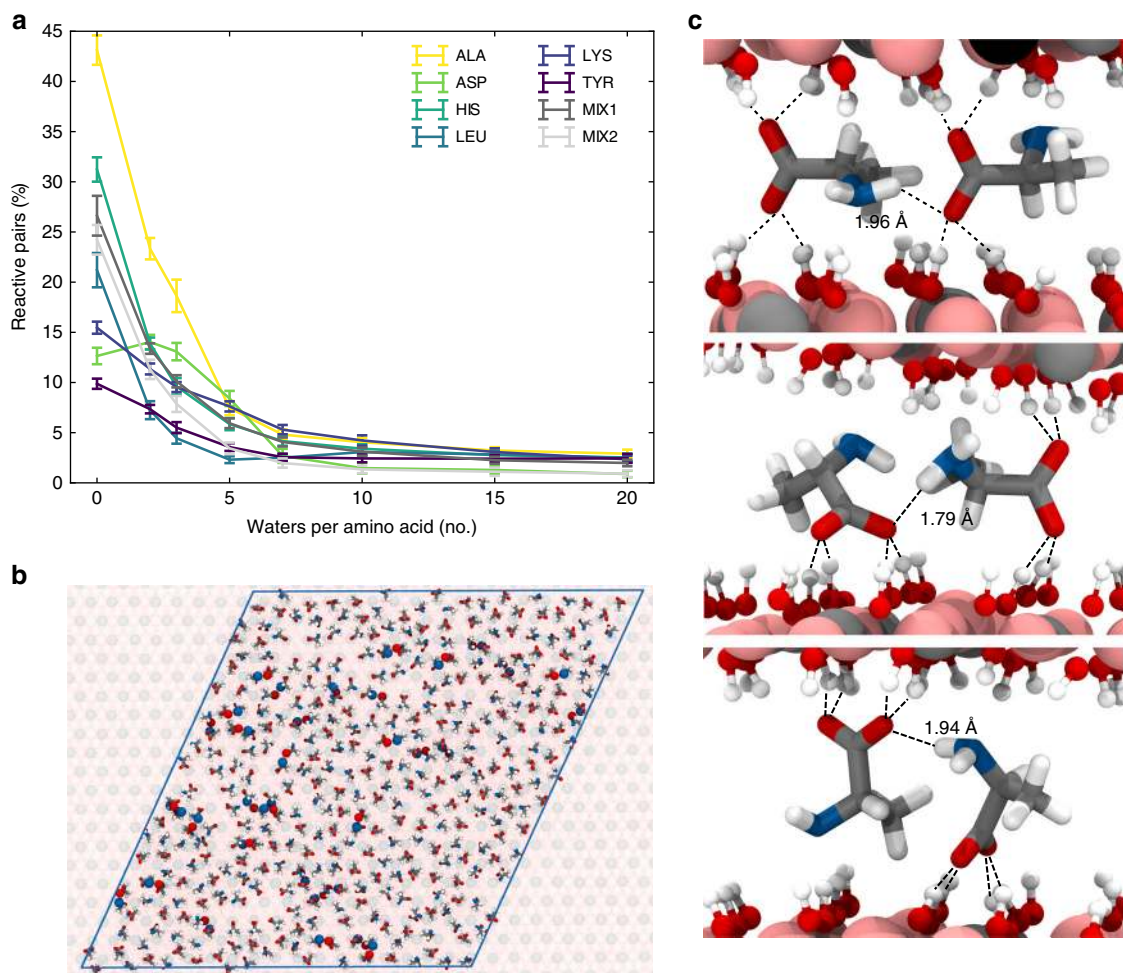 a
45
40
35
30
25
20
15
10
5
0
Reactive pairs (%)
ALA
ASP
HIS
LEU
LYS
TYR
MIX1
MIX2
0
5
10
15
20
Waters per amino acid (no.)
b
c
1.96 Å
1.79 Å
1.94 Å